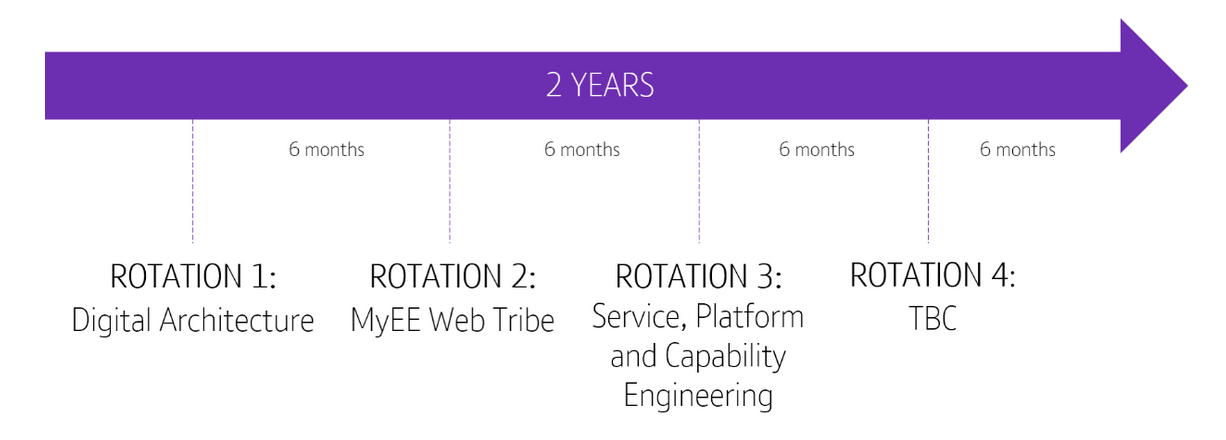 2 YEARS
6 months
6 months
6 months
6 months
ROTATION 1:
Digital Architecture
ROTATION 2:
MyEE Web Tribe
ROTATION 3:
Service, Platform
and Capability
Engineering
ROTATION 4:
TBC